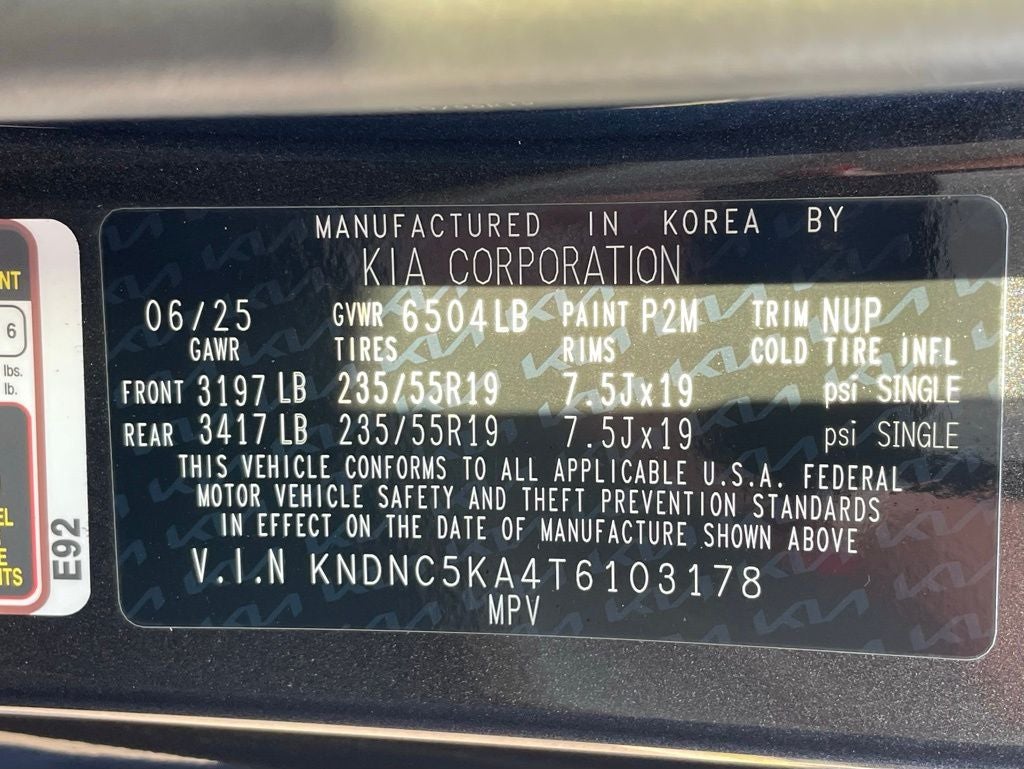 MANUFACTURED IN KOREA BY
KIA CORPORATION
06/25 GVWR 6504LB PAINT P2M TRIM NUP
GAWR TIRES RIMS COLD TIRE INFL
FRONT 3197 LB 235/55R19 7.5Jx19 psi SINGLE
REAR 3417 LB 235/55R19 7.5Jx19 psi SINGLE
THIS VEHICLE CONFORMS TO ALL APPLICABLE U.S.A. FEDERAL
MOTOR VEHICLE SAFETY AND THEFT PREVENTION STANDARDS
IN EFFECT ON THE DATE OF MANUFACTURE SHOWN ABOVE
V.I.N KNDNC5KA4T6103178
MPV
6
lbs.
lb.
E92